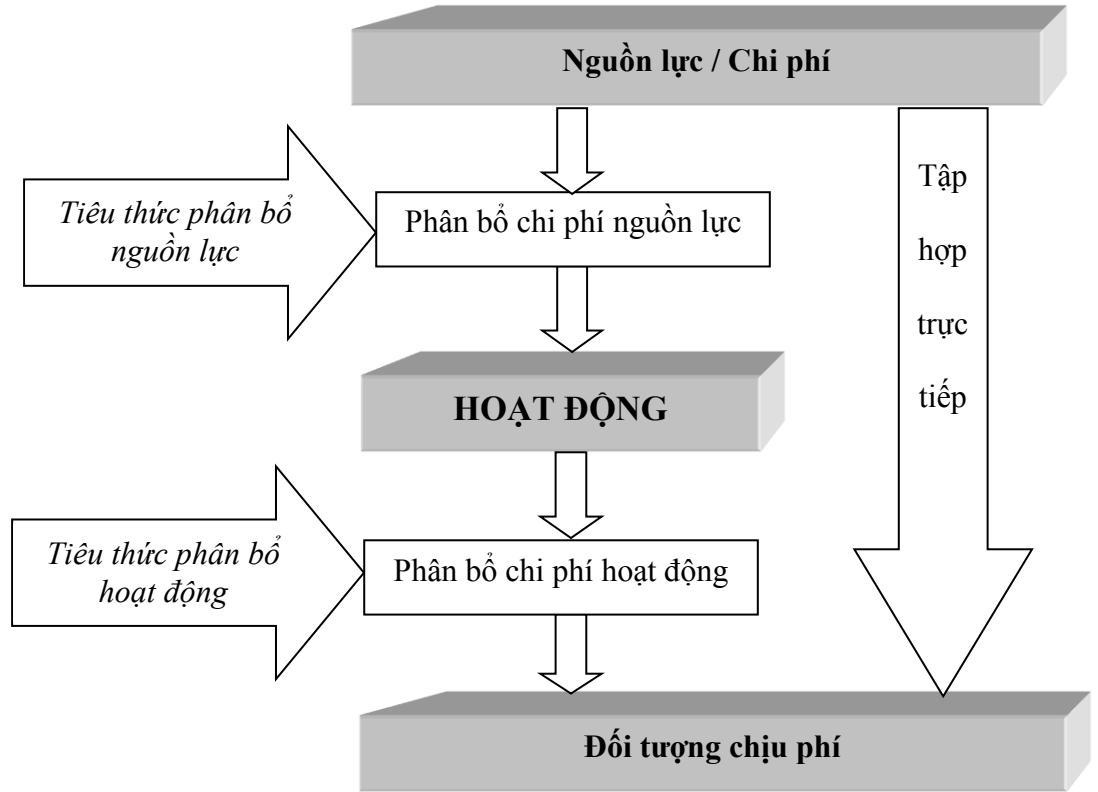 Nguồn lực / Chi phí
Tiêu thức phân bổ
nguồn lực
Phân bổ chi phí nguồn lực
Tập
hợp
trực
tiếp
HOẠT ĐỘNG
Tiêu thức phân bổ
hoạt động
Phân bổ chi phí hoạt động
Đối tượng chịu phí